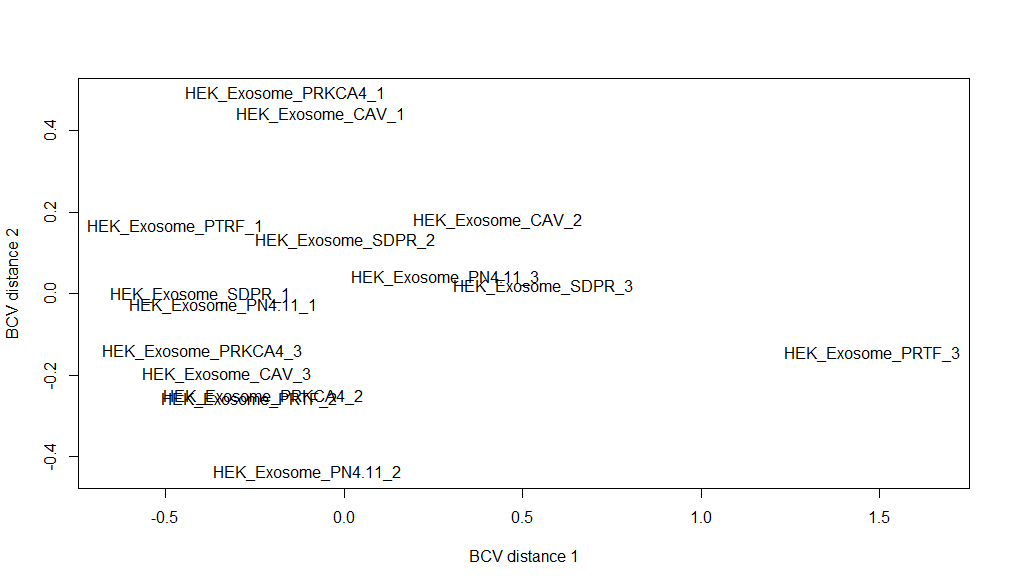 HEK_Exosome_PRKCA4_1
HEK_Exosome_CAV_1
HEK_Exosome_CAV_2
HEK_Exosome_PTRF_1
HEK_Exosome_SDPR_2
HEK_Exosome_PN4.11_3
HEK_Exosome_SDPR_3
HEK_Exosome_SDPR_1
HEK_Exosome_PN4.11_1
HEK_Exosome_PRKCA4_3
HEK_Exosome_PRTF_3
HEK_Exosome_CAV_3
HEK_Exosome_PRKCA4_2
HEK_Exosome_PRTF_2
HEK_Exosome_PN4.11_2
0.4
0.2
0.0
-0.2
-0.4
BCV distance 2
-0.5 0.0 0.5 1.0 1.5
BCV distance 1